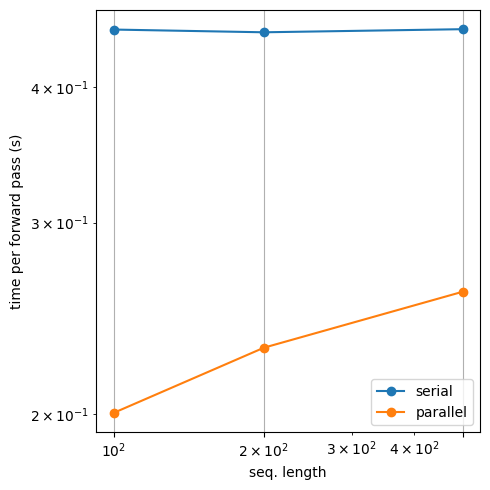 time per forward pass (s)
4 × 10⁻¹
3 × 10⁻¹
2 × 10⁻¹
serial
parallel
10² 2 × 10² 3 × 10² 4 × 10²
seq. length